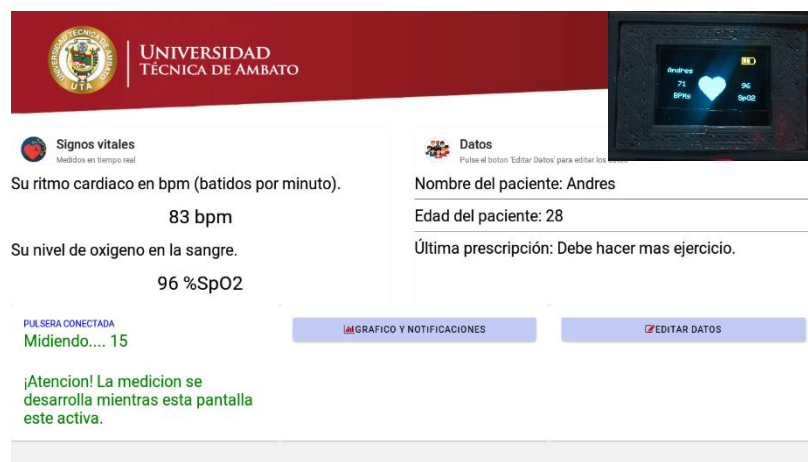 UNIVERSIDAD
TÉCNICA DE AMBATO
UTA
Andres
71
BPMs
96
SpO2
Signos vitales
Medidos en tiempo real
Su ritmo cardiaco en bpm (batidos por minuto).
83 bpm
Su nivel de oxigeno en la sangre.
96 %SpO2
Datos
Pulse el boton 'Editar Datos' para editar los
Nombre del paciente: Andres
Edad del paciente: 28
Última prescripción: Debe hacer mas ejercicio.
PULSERA CONECTADA
Midiendo.... 15
¡Atencion! La medicion se
desarrolla mientras esta pantalla
este activa.
GRAFICO Y NOTIFICACIONES
EDITAR DATOS